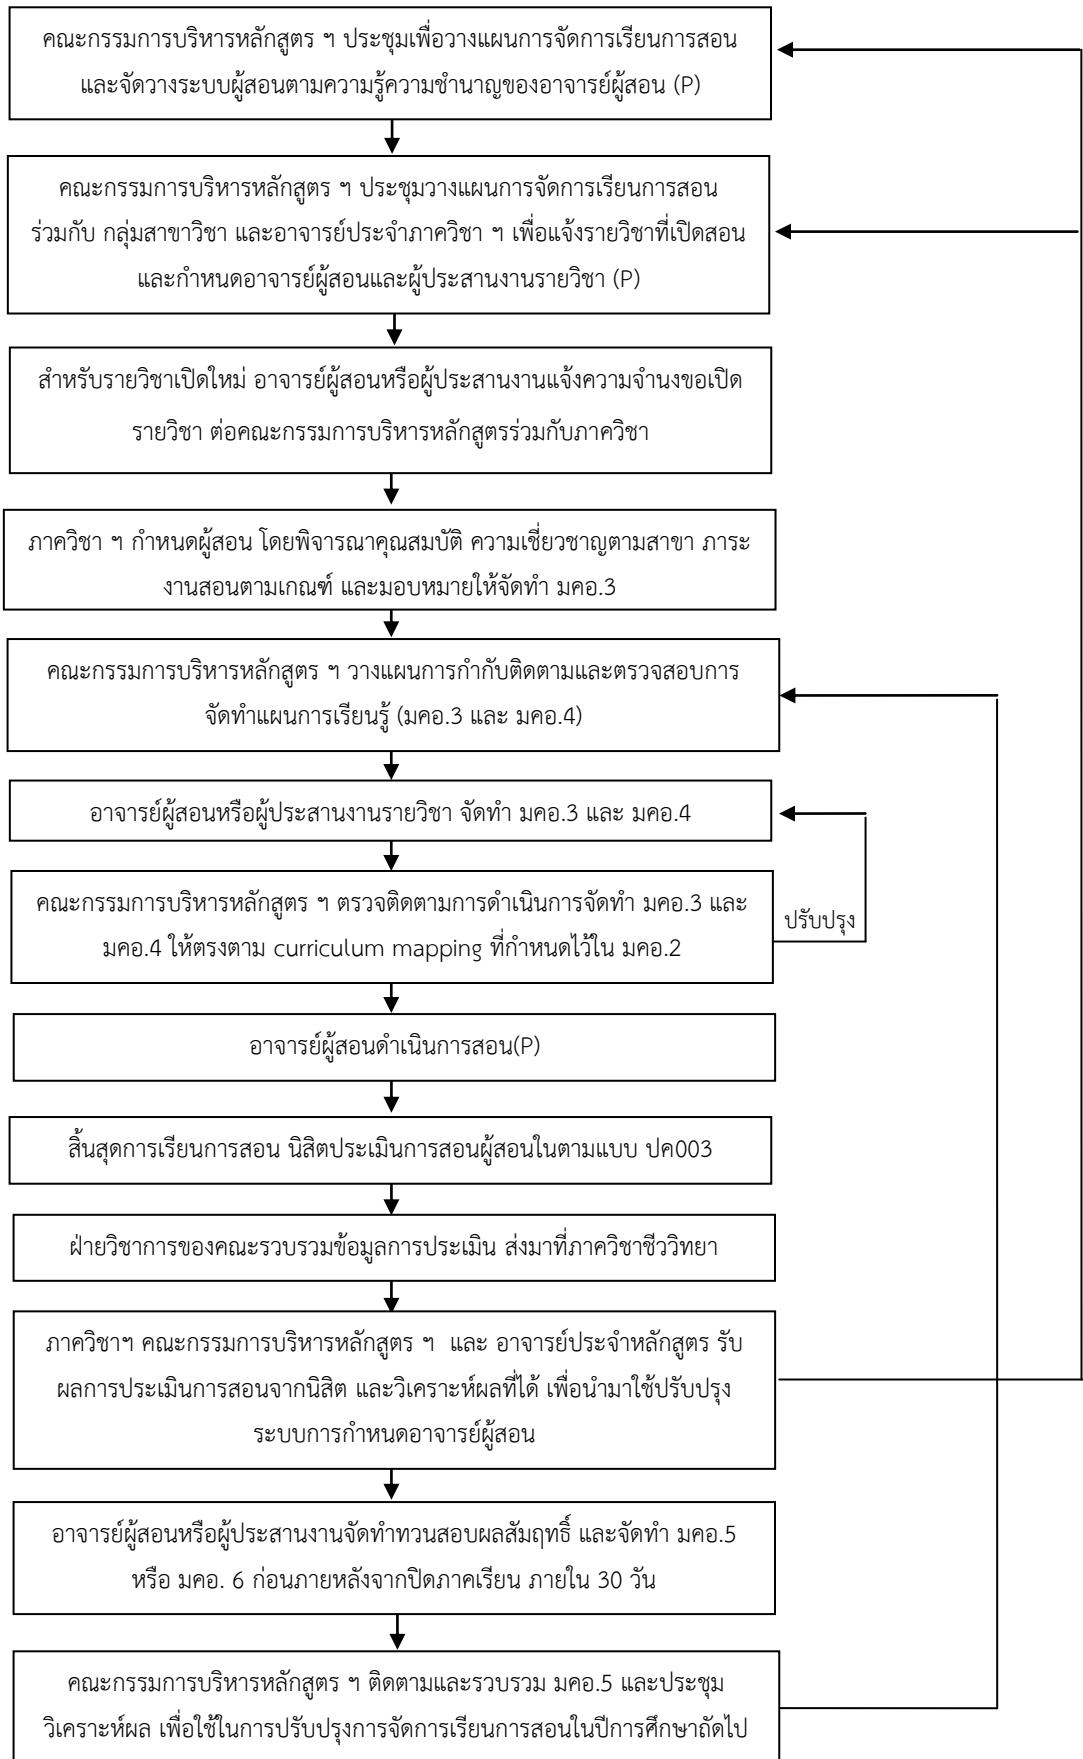 คณะกรรมการบริหารหลักสูตร ฯ ประชุมเพื่อวางแผนการจัดการเรียนการสอน
และจัดวางระบบผู้สอนตามความรู้ความชำนาญของอาจารย์ผู้สอน (P)
คณะกรรมการบริหารหลักสูตร ฯ ประชุมวางแผนการจัดการเรียนการสอน
ร่วมกับ กลุ่มสาขาวิชา และอาจารย์ประจำภาควิชา ฯ เพื่อแจ้งรายวิชาที่เปิดสอน
และกำหนดอาจารย์ผู้สอนและผู้ประสานงานรายวิชา (P)
สำหรับรายวิชาเปิดใหม่ อาจารย์ผู้สอนหรือผู้ประสานงานแจ้งความจำนงขอเปิด
รายวิชา ต่อคณะกรรมการบริหารหลักสูตรร่วมกับภาควิชา
ภาควิชา ฯ กำหนดผู้สอน โดยพิจารณาคุณสมบัติ ความเชี่ยวชาญตามสาขา ภาระ
งานสอนตามเกณฑ์ และมอบหมายให้จัดทำ มคอ.3
คณะกรรมการบริหารหลักสูตร ฯ วางแผนการกำกับติดตามและตรวจสอบการ
จัดทำแผนการเรียนรู้ (มคอ.3 และ มคอ.4)
อาจารย์ผู้สอนหรือผู้ประสานงานรายวิชา จัดทำ มคอ.3 และ มคอ.4
คณะกรรมการบริหารหลักสูตร ฯ ตรวจติดตามการดำเนินการจัดทำ มคอ.3 และ
มคอ.4 ให้ตรงตาม curriculum mapping ที่กำหนดไว้ใน มคอ.2
ปรับปรุง
อาจารย์ผู้สอนดำเนินการสอน(P)
สิ้นสุดการเรียนการสอน นิสิตประเมินการสอนผู้สอนในตามแบบ ปค003
ฝ่ายวิชาการของคณะรวบรวมข้อมูลการประเมิน ส่งมาที่ภาควิชาชีววิทยา
ภาควิชาฯ คณะกรรมการบริหารหลักสูตร ฯ และ อาจารย์ประจำหลักสูตร รับ
ผลการประเมินการสอนจากนิสิต และวิเคราะห์ผลที่ได้ เพื่อนำมาใช้ปรับปรุง
ระบบการกำหนดอาจารย์ผู้สอน
อาจารย์ผู้สอนหรือผู้ประสานงานจัดทำทวนสอบผลสัมฤทธิ์ และจัดทำ มคอ.5
หรือ มคอ. 6 ก่อนภายหลังจากปิดภาคเรียน ภายใน 30 วัน
คณะกรรมการบริหารหลักสูตร ฯ ติดตามและรวบรวม มคอ.5 และประชุม
วิเคราะห์ผล เพื่อใช้ในการปรับปรุงการจัดการเรียนการสอนในปีการศึกษาถัดไป